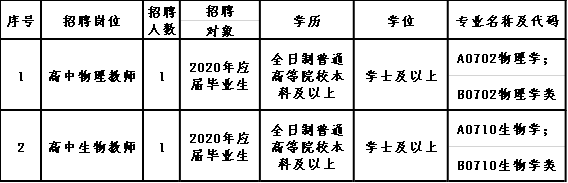 序号 招聘岗位 招聘人数 招聘对象 学历 学位 专业名称及代码
1 高中物理教师 1 2020年应届毕业生 全日制普通高等院校本科及以上 学士及以上 A0702物理学；
B0702物理学类
2 高中生物教师 1 2020年应届毕业生 全日制普通高等院校本科及以上 学士及以上 A0710生物学；
B0710生物学类